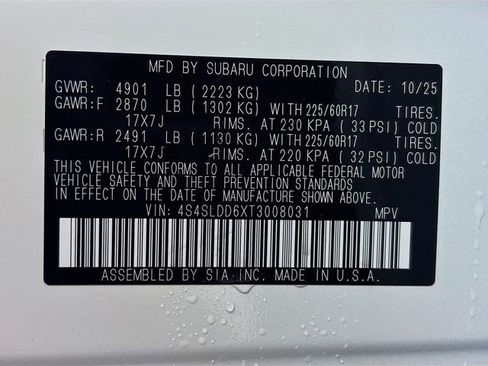 MFD BY SUBARU CORPORATION
GVWR: 4901 LB (2223 KG) DATE: 10/25
GAWR:F 2870 LB (1302 KG) WITH 225/60R17 TIRES.
17X7J RIMS. AT 230 KPA (33 PSI) COLD
GAWR:R 2491 LB (1130 KG) WITH 225/60R17 TIRES.
17X7J RIMS. AT 220 KPA (32 PSI) COLD
THIS VEHICLE CONFORMS TO ALL APPLICABLE FEDERAL MOTOR
VEHICLE SAFETY AND THEFT PREVENTION STANDARDS
IN EFFECT ON THE DATE OF MANUFACTURE SHOWN ABOVE.
VIN: 4S4SLDD6XT3008031 MPV
ASSEMBLED BY SIA INC. MADE IN U.S.A.